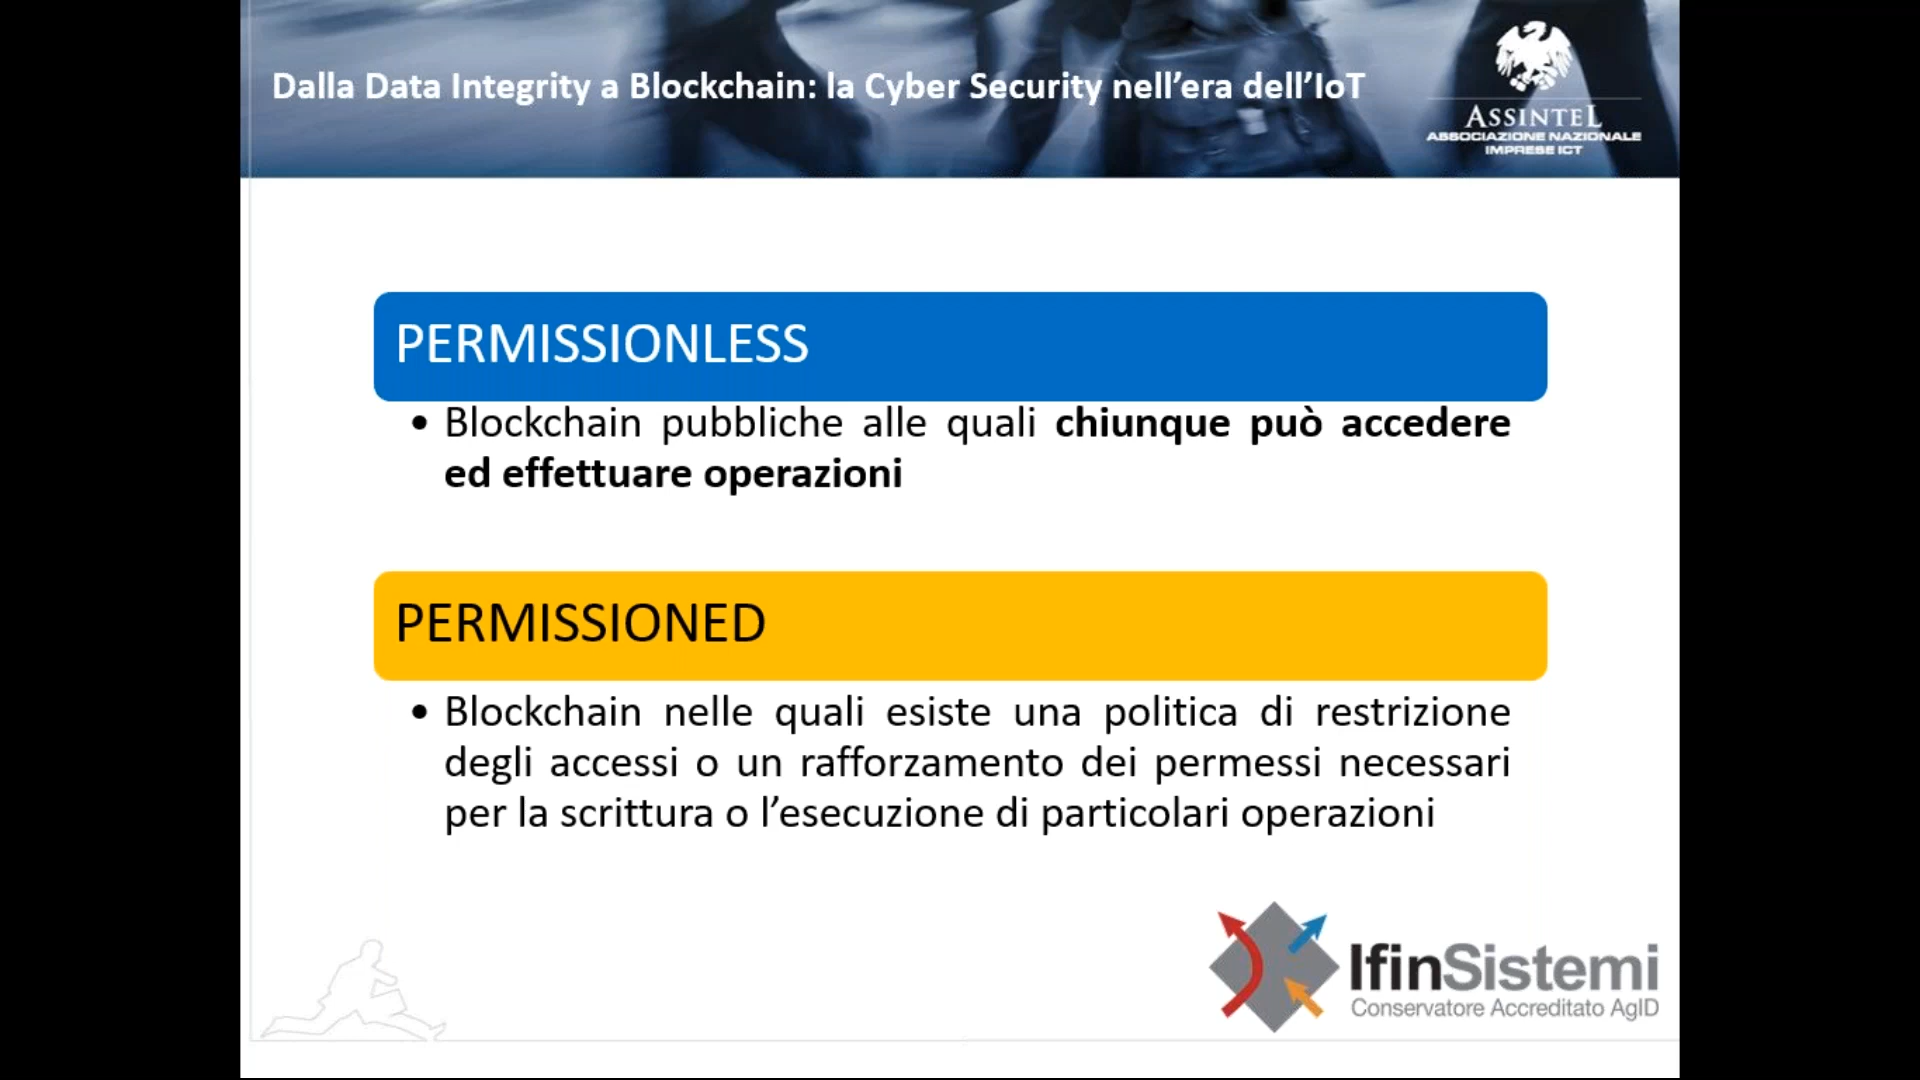 Dalla Data Integrity a Blockchain: la Cyber Security nell’era dell’IoT
ASSINTEL
ASSOCIAZIONE NAZIONALE
IMPRESE ICT
PERMISSIONLESS
• Blockchain pubbliche alle quali chiunque può accedere
ed effettuare operazioni
PERMISSIONED
• Blockchain nelle quali esiste una politica di restrizione
degli accessi o un rafforzamento dei permessi necessari
per la scrittura o l’esecuzione di particolari operazioni
IfinSistemi
Conservatore Accreditato AgID